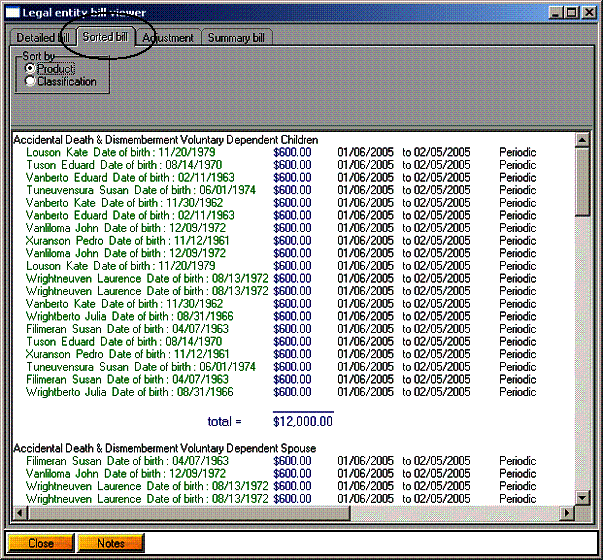 Legal entity bill viewer
Detailed bill Sorted bill Adjustment Summary bill
Sort by
Product
Classification
Accidental Death & Dismemberment Voluntary Dependent Children
Louson Kate Date of birth : 11/20/1979 $600.00 01/06/2005 to 02/05/2005 Periodic
Tuson Eduard Date of birth : 08/14/1970 $600.00 01/06/2005 to 02/05/2005 Periodic
Vanberto Eduard Date of birth : 02/11/1963 $600.00 01/06/2005 to 02/05/2005 Periodic
Tuneuvensura Susan Date of birth : 06/01/1974 $600.00 01/06/2005 to 02/05/2005 Periodic
Vanberto Kate Date of birth : 11/30/1962 $600.00 01/06/2005 to 02/05/2005 Periodic
Vanberto Eduard Date of birth : 02/11/1963 $600.00 01/06/2005 to 02/05/2005 Periodic
Vanliloma John Date of birth : 12/09/1972 $600.00 01/06/2005 to 02/05/2005 Periodic
Xuranson Pedro Date of birth : 11/12/1961 $600.00 01/06/2005 to 02/05/2005 Periodic
Vanliloma John Date of birth : 12/09/1972 $600.00 01/06/2005 to 02/05/2005 Periodic
Louson Kate Date of birth : 11/20/1979 $600.00 01/06/2005 to 02/05/2005 Periodic
Wrightneuven Laurence Date of birth : 08/13/1972 $600.00 01/06/2005 to 02/05/2005 Periodic
Wrightneuven Laurence Date of birth : 08/13/1972 $600.00 01/06/2005 to 02/05/2005 Periodic
Vanberto Kate Date of birth : 11/30/1962 $600.00 01/06/2005 to 02/05/2005 Periodic
Wrightberto Julia Date of birth : 08/31/1966 $600.00 01/06/2005 to 02/05/2005 Periodic
Filimeran Susan Date of birth : 04/07/1963 $600.00 01/06/2005 to 02/05/2005 Periodic
Tuson Eduard Date of birth : 08/14/1970 $600.00 01/06/2005 to 02/05/2005 Periodic
Xuranson Pedro Date of birth : 11/12/1961 $600.00 01/06/2005 to 02/05/2005 Periodic
Tuneuvensura Susan Date of birth : 06/01/1974 $600.00 01/06/2005 to 02/05/2005 Periodic
Filimeran Susan Date of birth : 04/07/1963 $600.00 01/06/2005 to 02/05/2005 Periodic
Wrightberto Julia Date of birth : 08/31/1966 $600.00 01/06/2005 to 02/05/2005 Periodic
total = $12,000.00
Accidental Death & Dismemberment Voluntary Dependent Spouse
Filimeran Susan Date of birth : 04/07/1963 $600.00 01/06/2005 to 02/05/2005 Periodic
Vanliloma John Date of birth : 12/09/1972 $600.00 01/06/2005 to 02/05/2005 Periodic
Wrightneuven Laurence Date of birth : 08/13/1972 $600.00 01/06/2005 to 02/05/2005 Periodic
Wrightneuven Laurence Date of birth : 08/13/1972 $600.00 01/06/2005 to 02/05/2005 Periodic
Close Notes